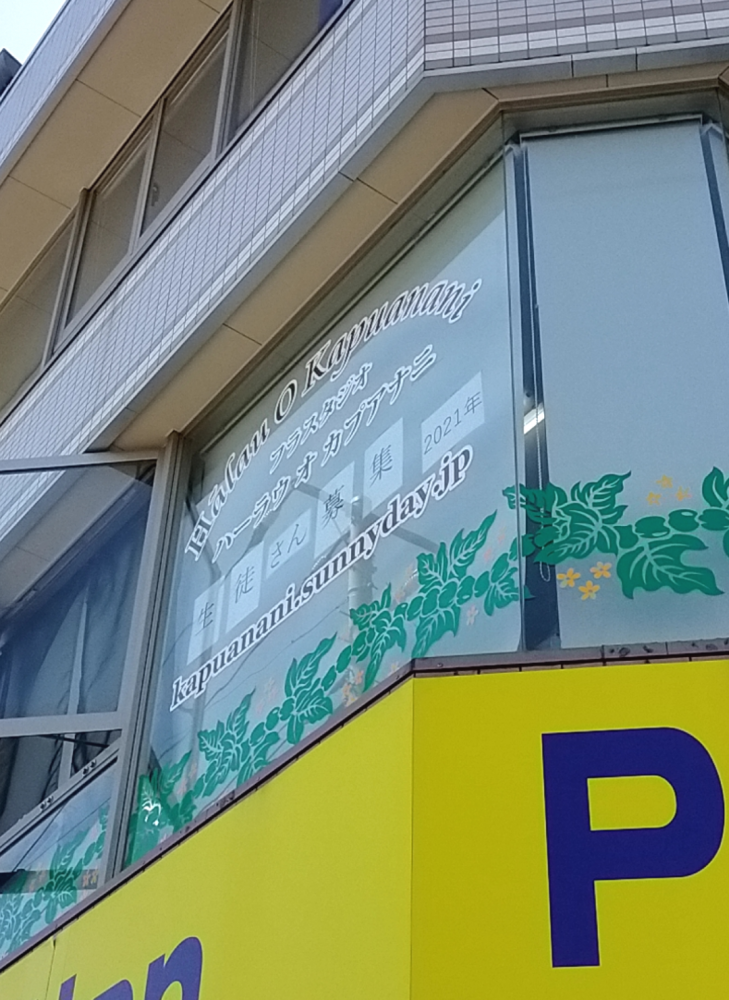 Hālau O Kapuanani
フラスタジオ
ハーラウ オ カプアナニ
生徒さん募集 2021年
kapuanani.sunnyday.jp
P